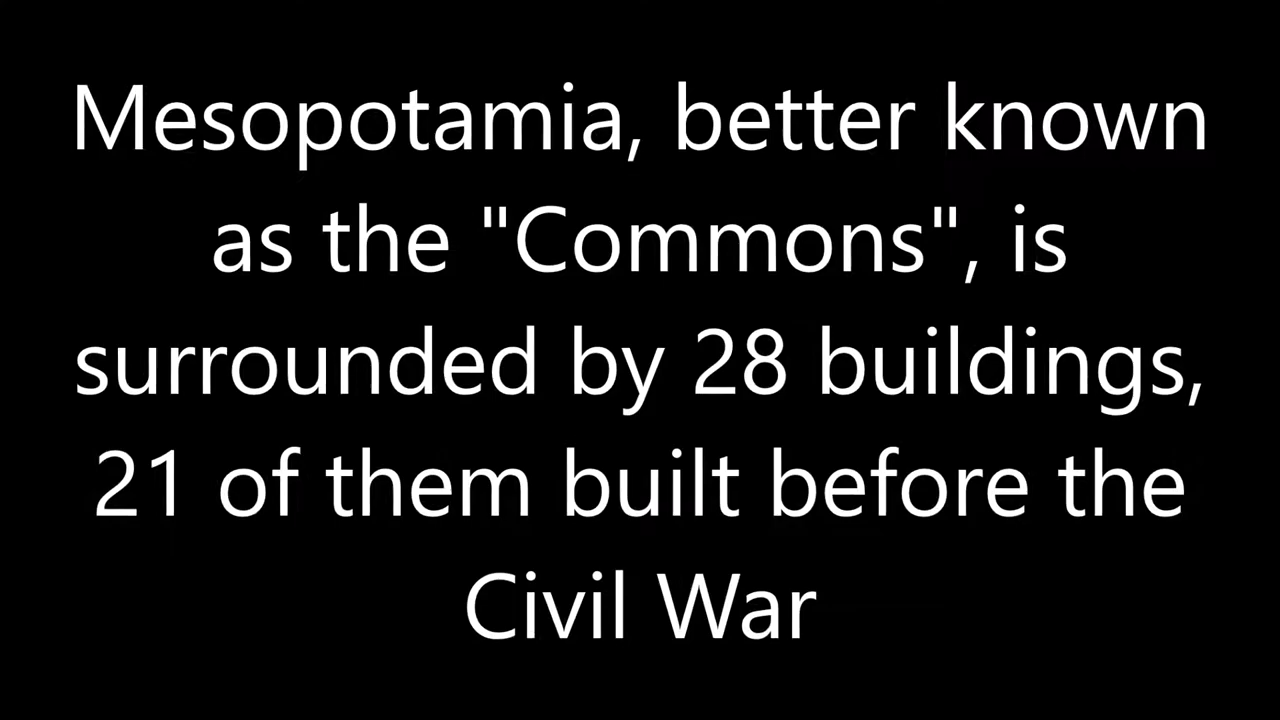 Mesopotamia, better known
as the "Commons", is
surrounded by 28 buildings,
21 of them built before the
Civil War